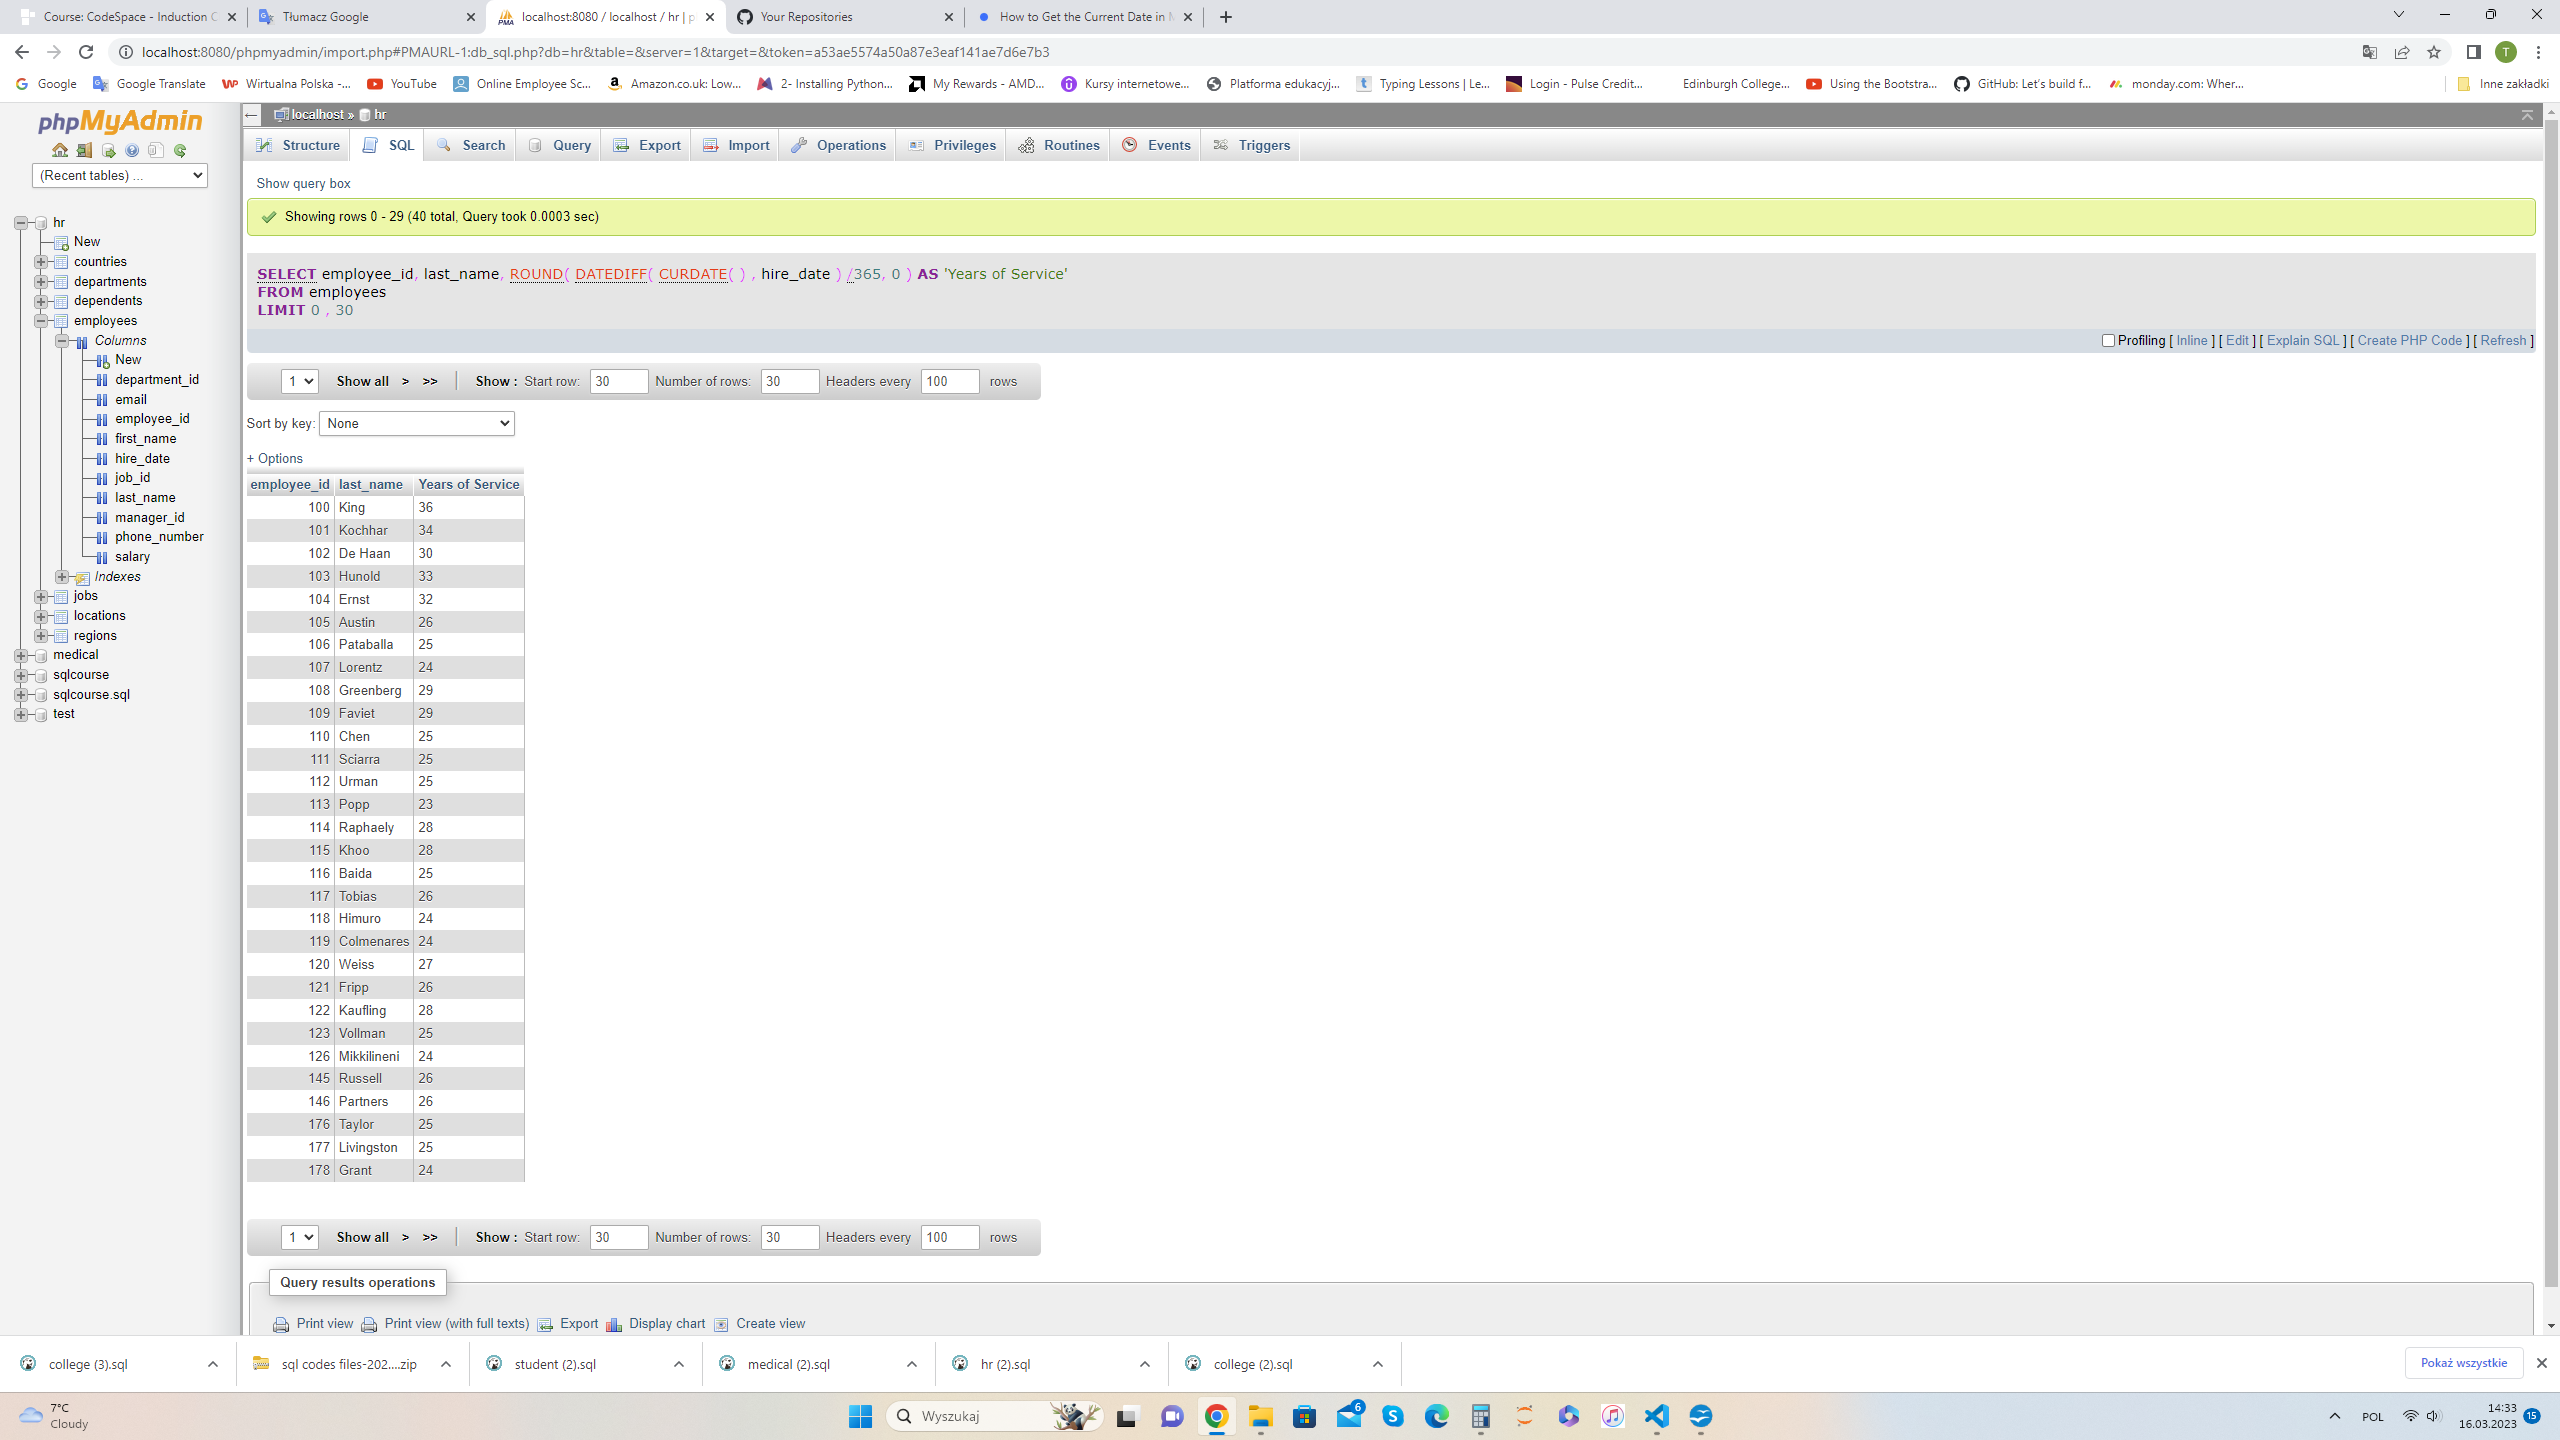 Course: CodeSpace - Induction C
Tłumacz Google
localhost:8080 / localhost / hr | p
Your Repositories
How to Get the Current Date in M
localhost:8080/phpmyadmin/import.php#PMAURL-1:db_sql.php?db=hr&table=&server=1&target=&token=a53ae5574a50a87e3eaf141ae7d6e7b3
T
Google
Google Translate
Wirtualna Polska -...
YouTube
Online Employee Sc...
Amazon.co.uk: Low...
2- Installing Python...
My Rewards - AMD...
Kursy internetowe...
Platforma edukacyj...
Typing Lessons | Le...
Login - Pulse Credit...
Edinburgh College...
Using the Bootstra...
GitHub: Let's build f...
monday.com: Wher...
Inne zakładki
phpMyAdmin
(Recent tables) ...
hr
New
countries
departments
dependents
employees
Columns
New
department_id
email
employee_id
first_name
hire_date
job_id
last_name
manager_id
phone_number
salary
Indexes
jobs
locations
regions
medical
sqlcourse
sqlcourse.sql
test
localhost » hr
Structure SQL Search Query Export Import Operations Privileges Routines Events Triggers
Show query box
Showing rows 0 - 29 (40 total, Query took 0.0003 sec)
SELECT employee_id, last_name, ROUND( DATEDIFF( CURDATE( ) , hire_date ) /365, 0 ) AS 'Years of Service'
FROM employees
LIMIT 0 , 30
Profiling [ Inline ] [ Edit ] [ Explain SQL ] [ Create PHP Code ] [ Refresh ]
1 Show all > >> Show : Start row: 30 Number of rows: 30 Headers every 100 rows
Sort by key: None
+ Options
employee_id last_name Years of Service
100 King 36
101 Kochhar 34
102 De Haan 30
103 Hunold 33
104 Ernst 32
105 Austin 26
106 Pataballa 25
107 Lorentz 24
108 Greenberg 29
109 Faviet 29
110 Chen 25
111 Sciarra 25
112 Urman 25
113 Popp 23
114 Raphaely 28
115 Khoo 28
116 Baida 25
117 Tobias 26
118 Himuro 24
119 Colmenares 24
120 Weiss 27
121 Fripp 26
122 Kaufling 28
123 Vollman 25
126 Mikkilineni 24
145 Russell 26
146 Partners 26
176 Taylor 25
177 Livingston 25
178 Grant 24
1 Show all > >> Show : Start row: 30 Number of rows: 30 Headers every 100 rows
Query results operations
Print view Print view (with full texts) Export Display chart Create view
college (3).sql
sql codes files-202....zip
student (2).sql
medical (2).sql
hr (2).sql
college (2).sql
Pokaż wszystkie
7°C
Cloudy
Wyszukaj
6
POL
14:33
16.03.2023
15